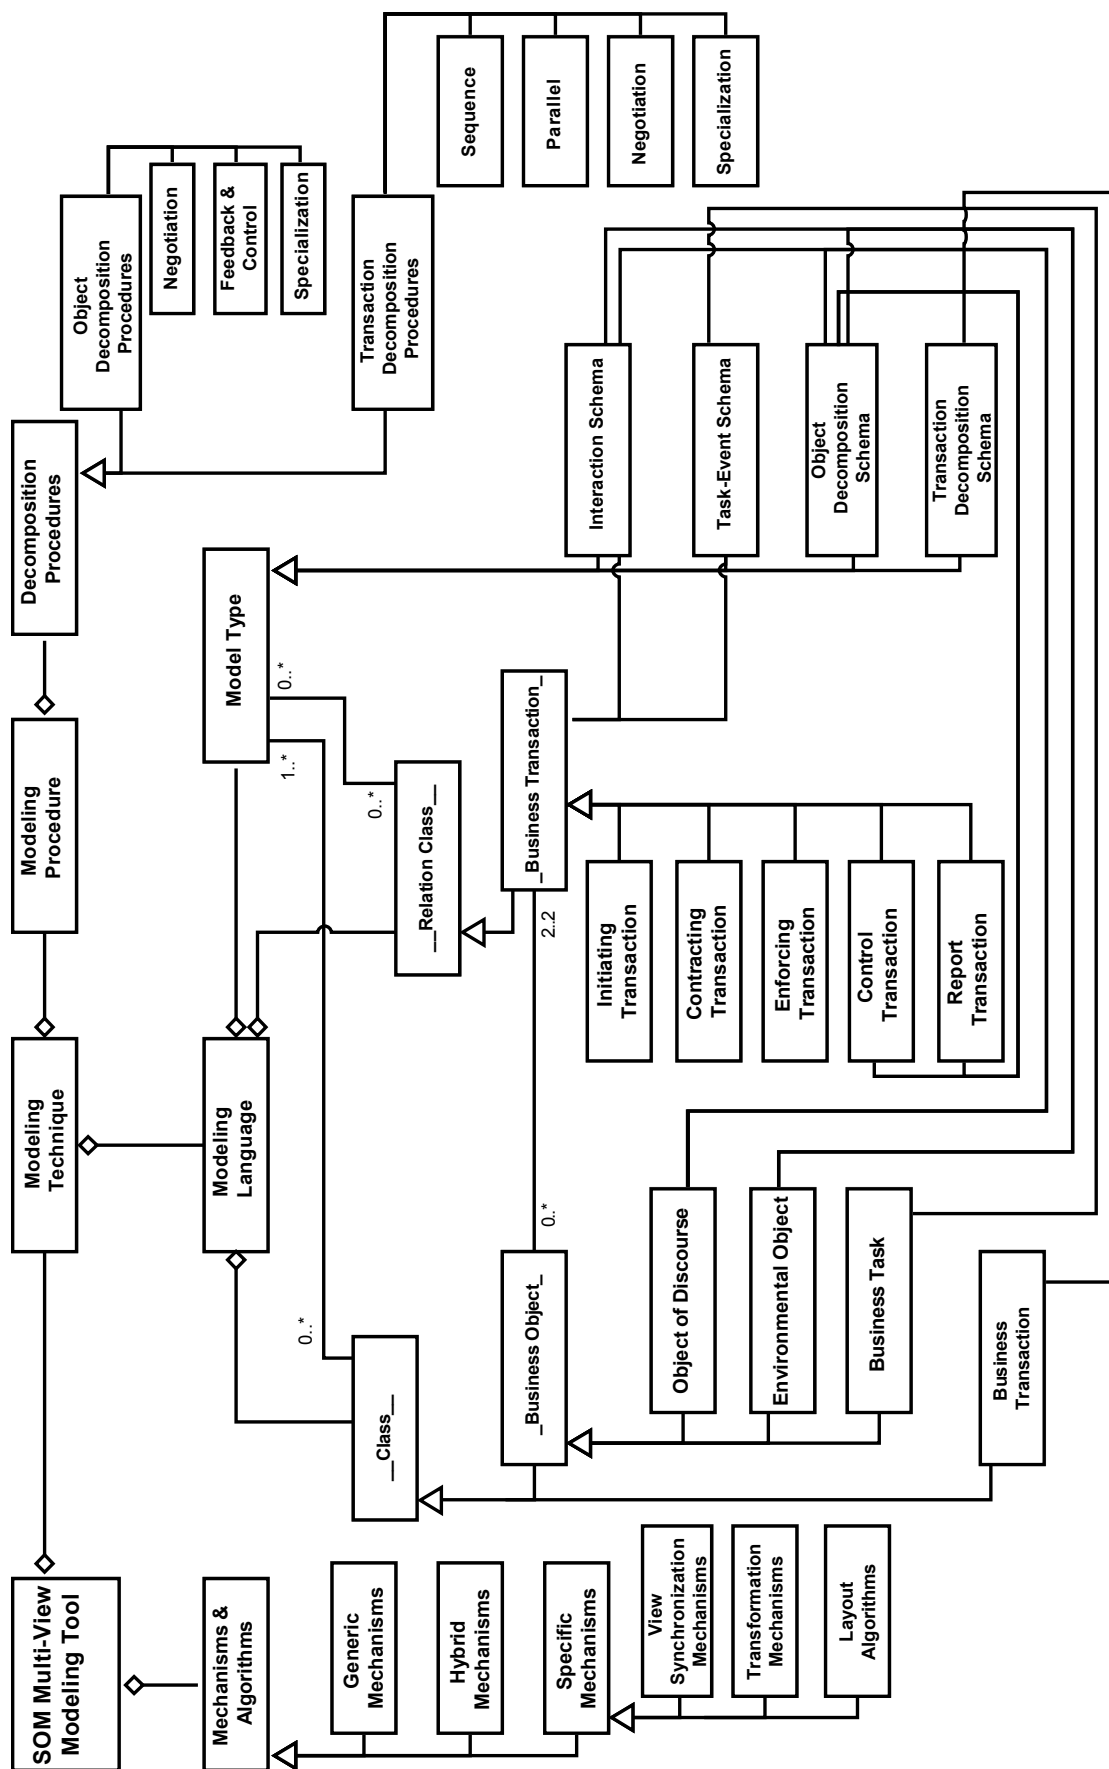 SOM Multi-View
Modeling Tool
Modeling
Technique
Modeling
Procedure
Decomposition
Procedures
Object
Decomposition
Procedures
Negotiation
Feedback &
Control
Specialization
Transaction
Decomposition
Procedures
Sequence
Parallel
Negotiation
Specialization
Mechanisms &
Algorithms
Generic
Mechanisms
Hybrid
Mechanisms
Specific
Mechanisms
View
Synchronization
Mechanisms
Transformation
Mechanisms
Layout
Algorithms
Modeling
Language
Model Type
0..*
1..*
0..*
0..*
__Class__
__Relation Class__
_Business Object_
0..*
2..2
_Business Transaction_
Object of Discourse
Environmental Object
Business Task
Business
Transaction
Initiating
Transaction
Contracting
Transaction
Enforcing
Transaction
Control
Transaction
Report
Transaction
Interaction Schema
Task-Event Schema
Object
Decomposition
Schema
Transaction
Decomposition
Schema